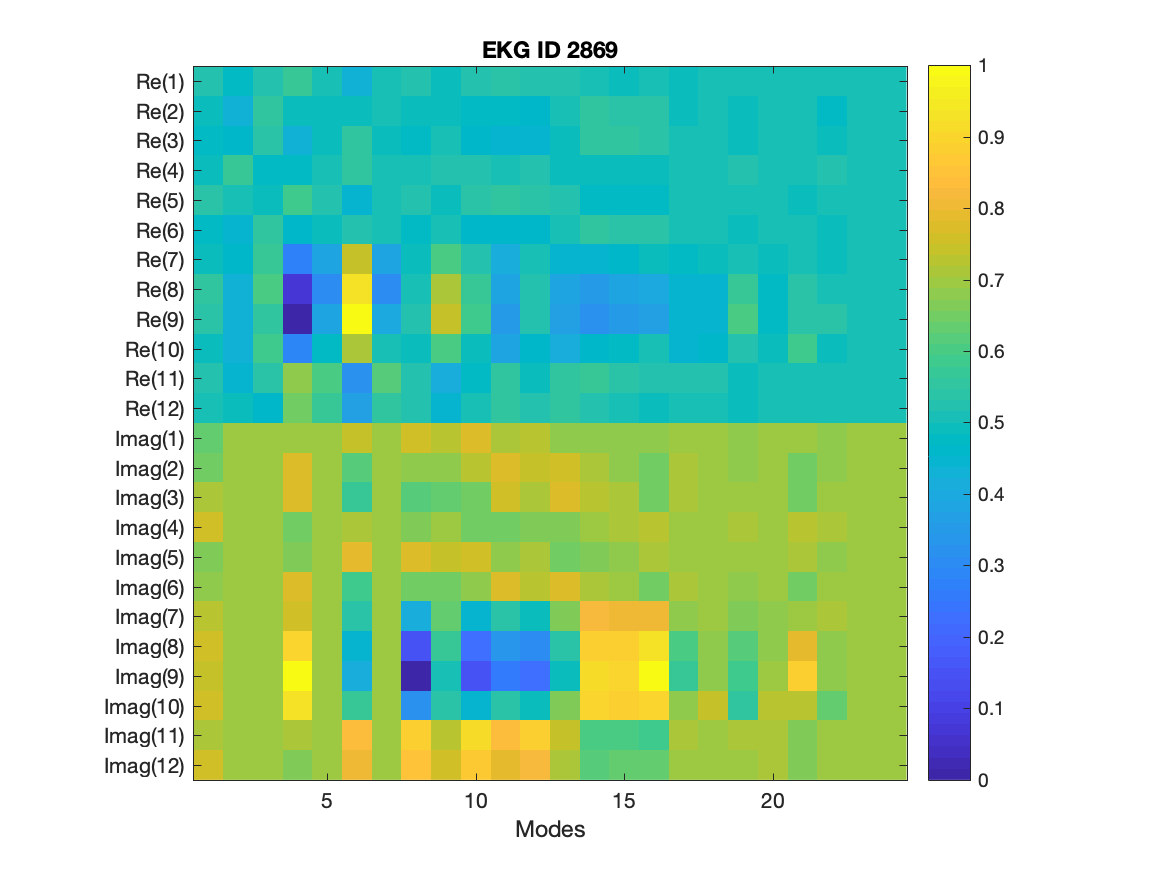 EKG ID 2869
Re(1)
Re(2)
Re(3)
Re(4)
Re(5)
Re(6)
Re(7)
Re(8)
Re(9)
Re(10)
Re(11)
Re(12)
Imag(1)
Imag(2)
Imag(3)
Imag(4)
Imag(5)
Imag(6)
Imag(7)
Imag(8)
Imag(9)
Imag(10)
Imag(11)
Imag(12)
5 10 15 20
Modes
1
0.9
0.8
0.7
0.6
0.5
0.4
0.3
0.2
0.1
0